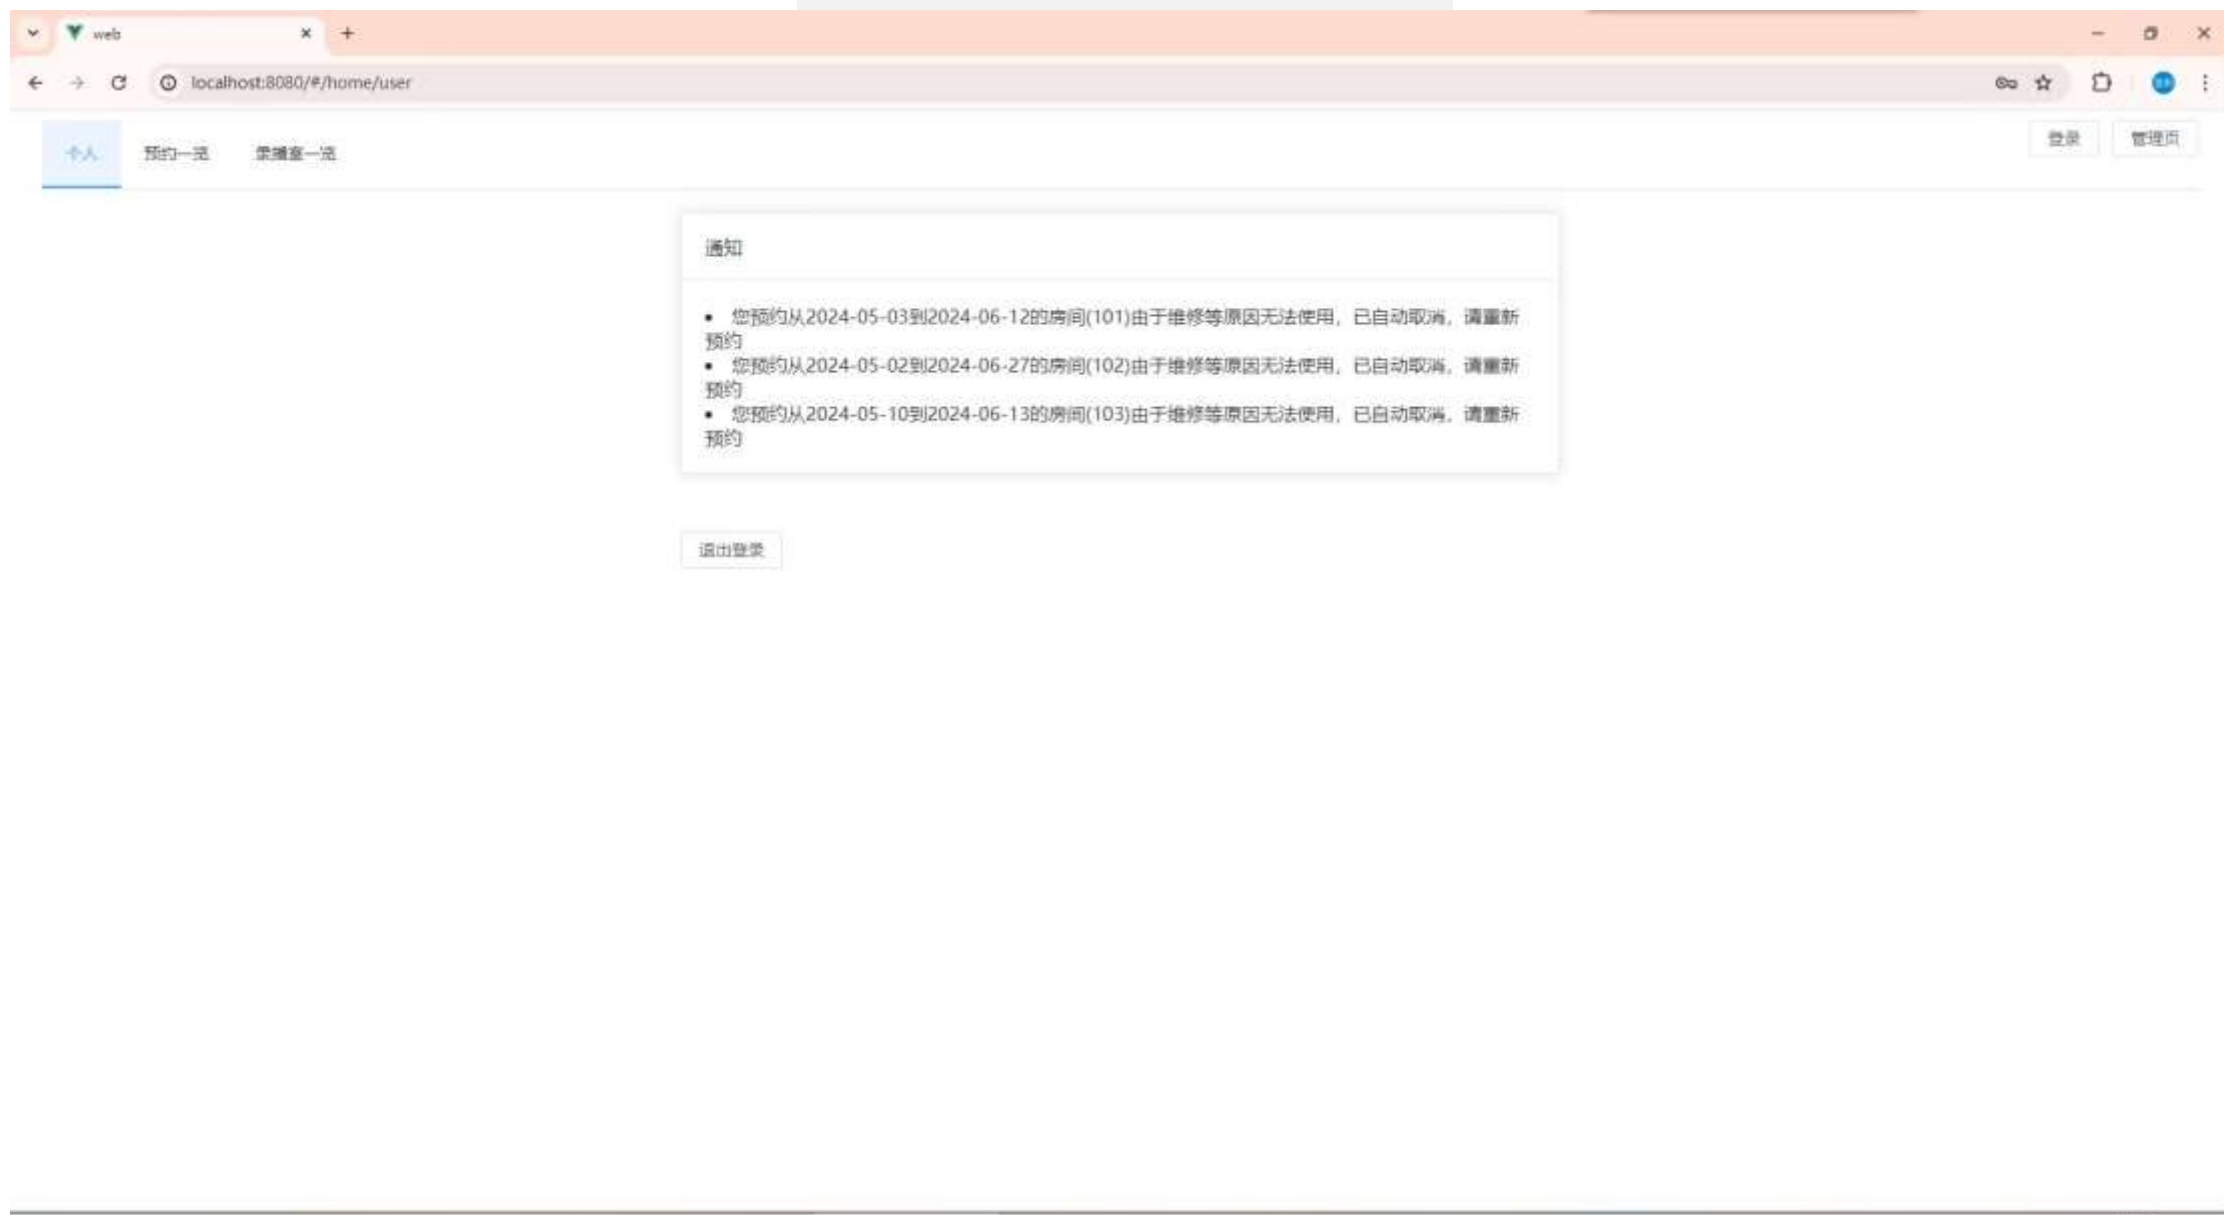 web
localhost:8080/#/home/user
个人 预约一览 录播室一览 登录 管理页
通知
• 您预约从2024-05-03到2024-06-12的房间(101)由于维修等原因无法使用，已自动取消，请重新
预约
• 您预约从2024-05-02到2024-06-27的房间(102)由于维修等原因无法使用，已自动取消，请重新
预约
• 您预约从2024-05-10到2024-06-13的房间(103)由于维修等原因无法使用，已自动取消，请重新
预约
退出登录